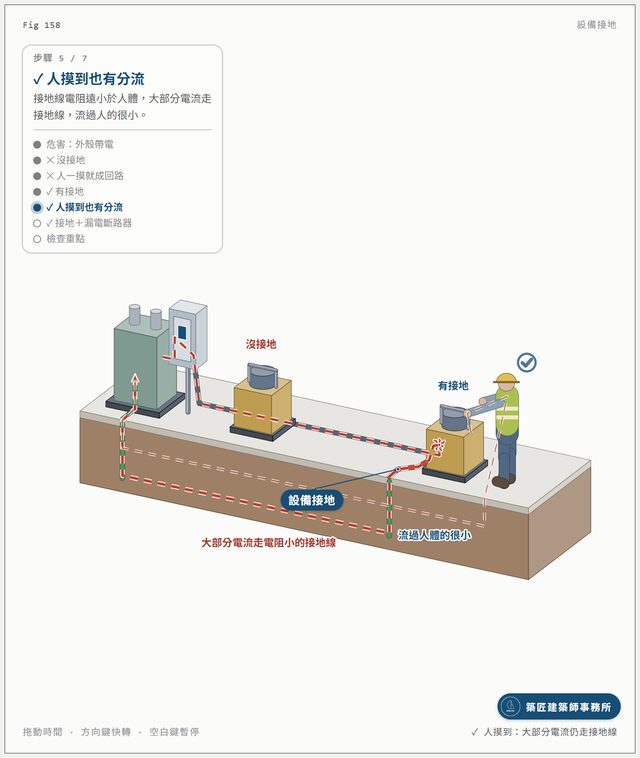 Fig 158
設備接地
步驟 5 / 7
✓人摸到也有分流
接地線電阻遠小於人體，大部分電流走
接地線，流過人的很小。
危害：外殼帶電
×沒接地
×人一摸就成回路
✓有接地
✓人摸到也有分流
✓接地＋漏電斷路器
檢查重點
沒接地
有接地
設備接地
大部分電流走電阻小的接地線
流過人體的很小
築匠建築師事務所
拖動時間 · 方向鍵快轉 · 空白鍵暫停
✓ 人摸到：大部分電流仍走接地線